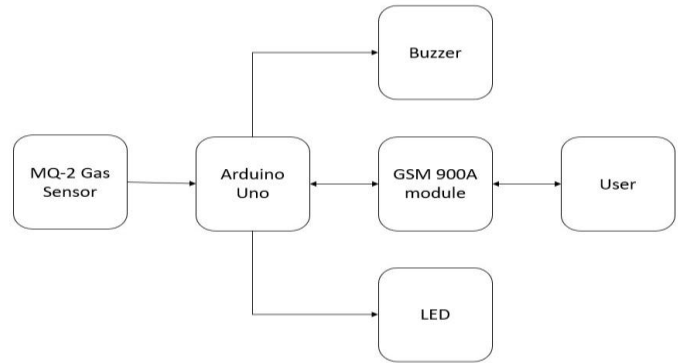 Buzzer
MQ-2 Gas
Sensor
Arduino
Uno
GSM 900A
module
User
LED